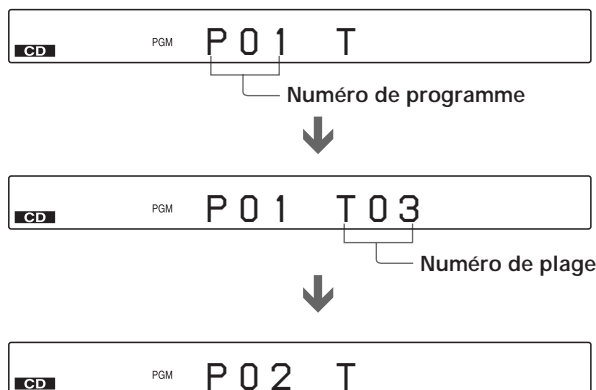 CD PGM P01 T
Numéro de programme
CD PGM P01 T03
Numéro de plage
CD PGM P02 T